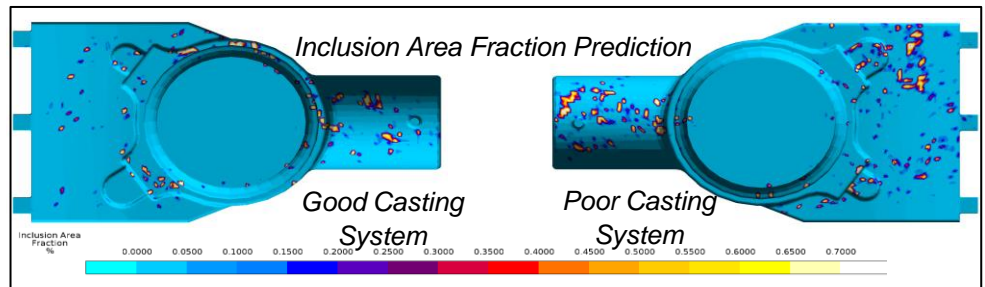 Inclusion Area Fraction Prediction
Good Casting
System
Poor Casting
System
Inclusion Area
Fraction
%
0.0000 0.0500 0.1000 0.1500 0.2000 0.2500 0.3000 0.3500 0.4000 0.4500 0.5000 0.5500 0.6000 0.6500 0.7000